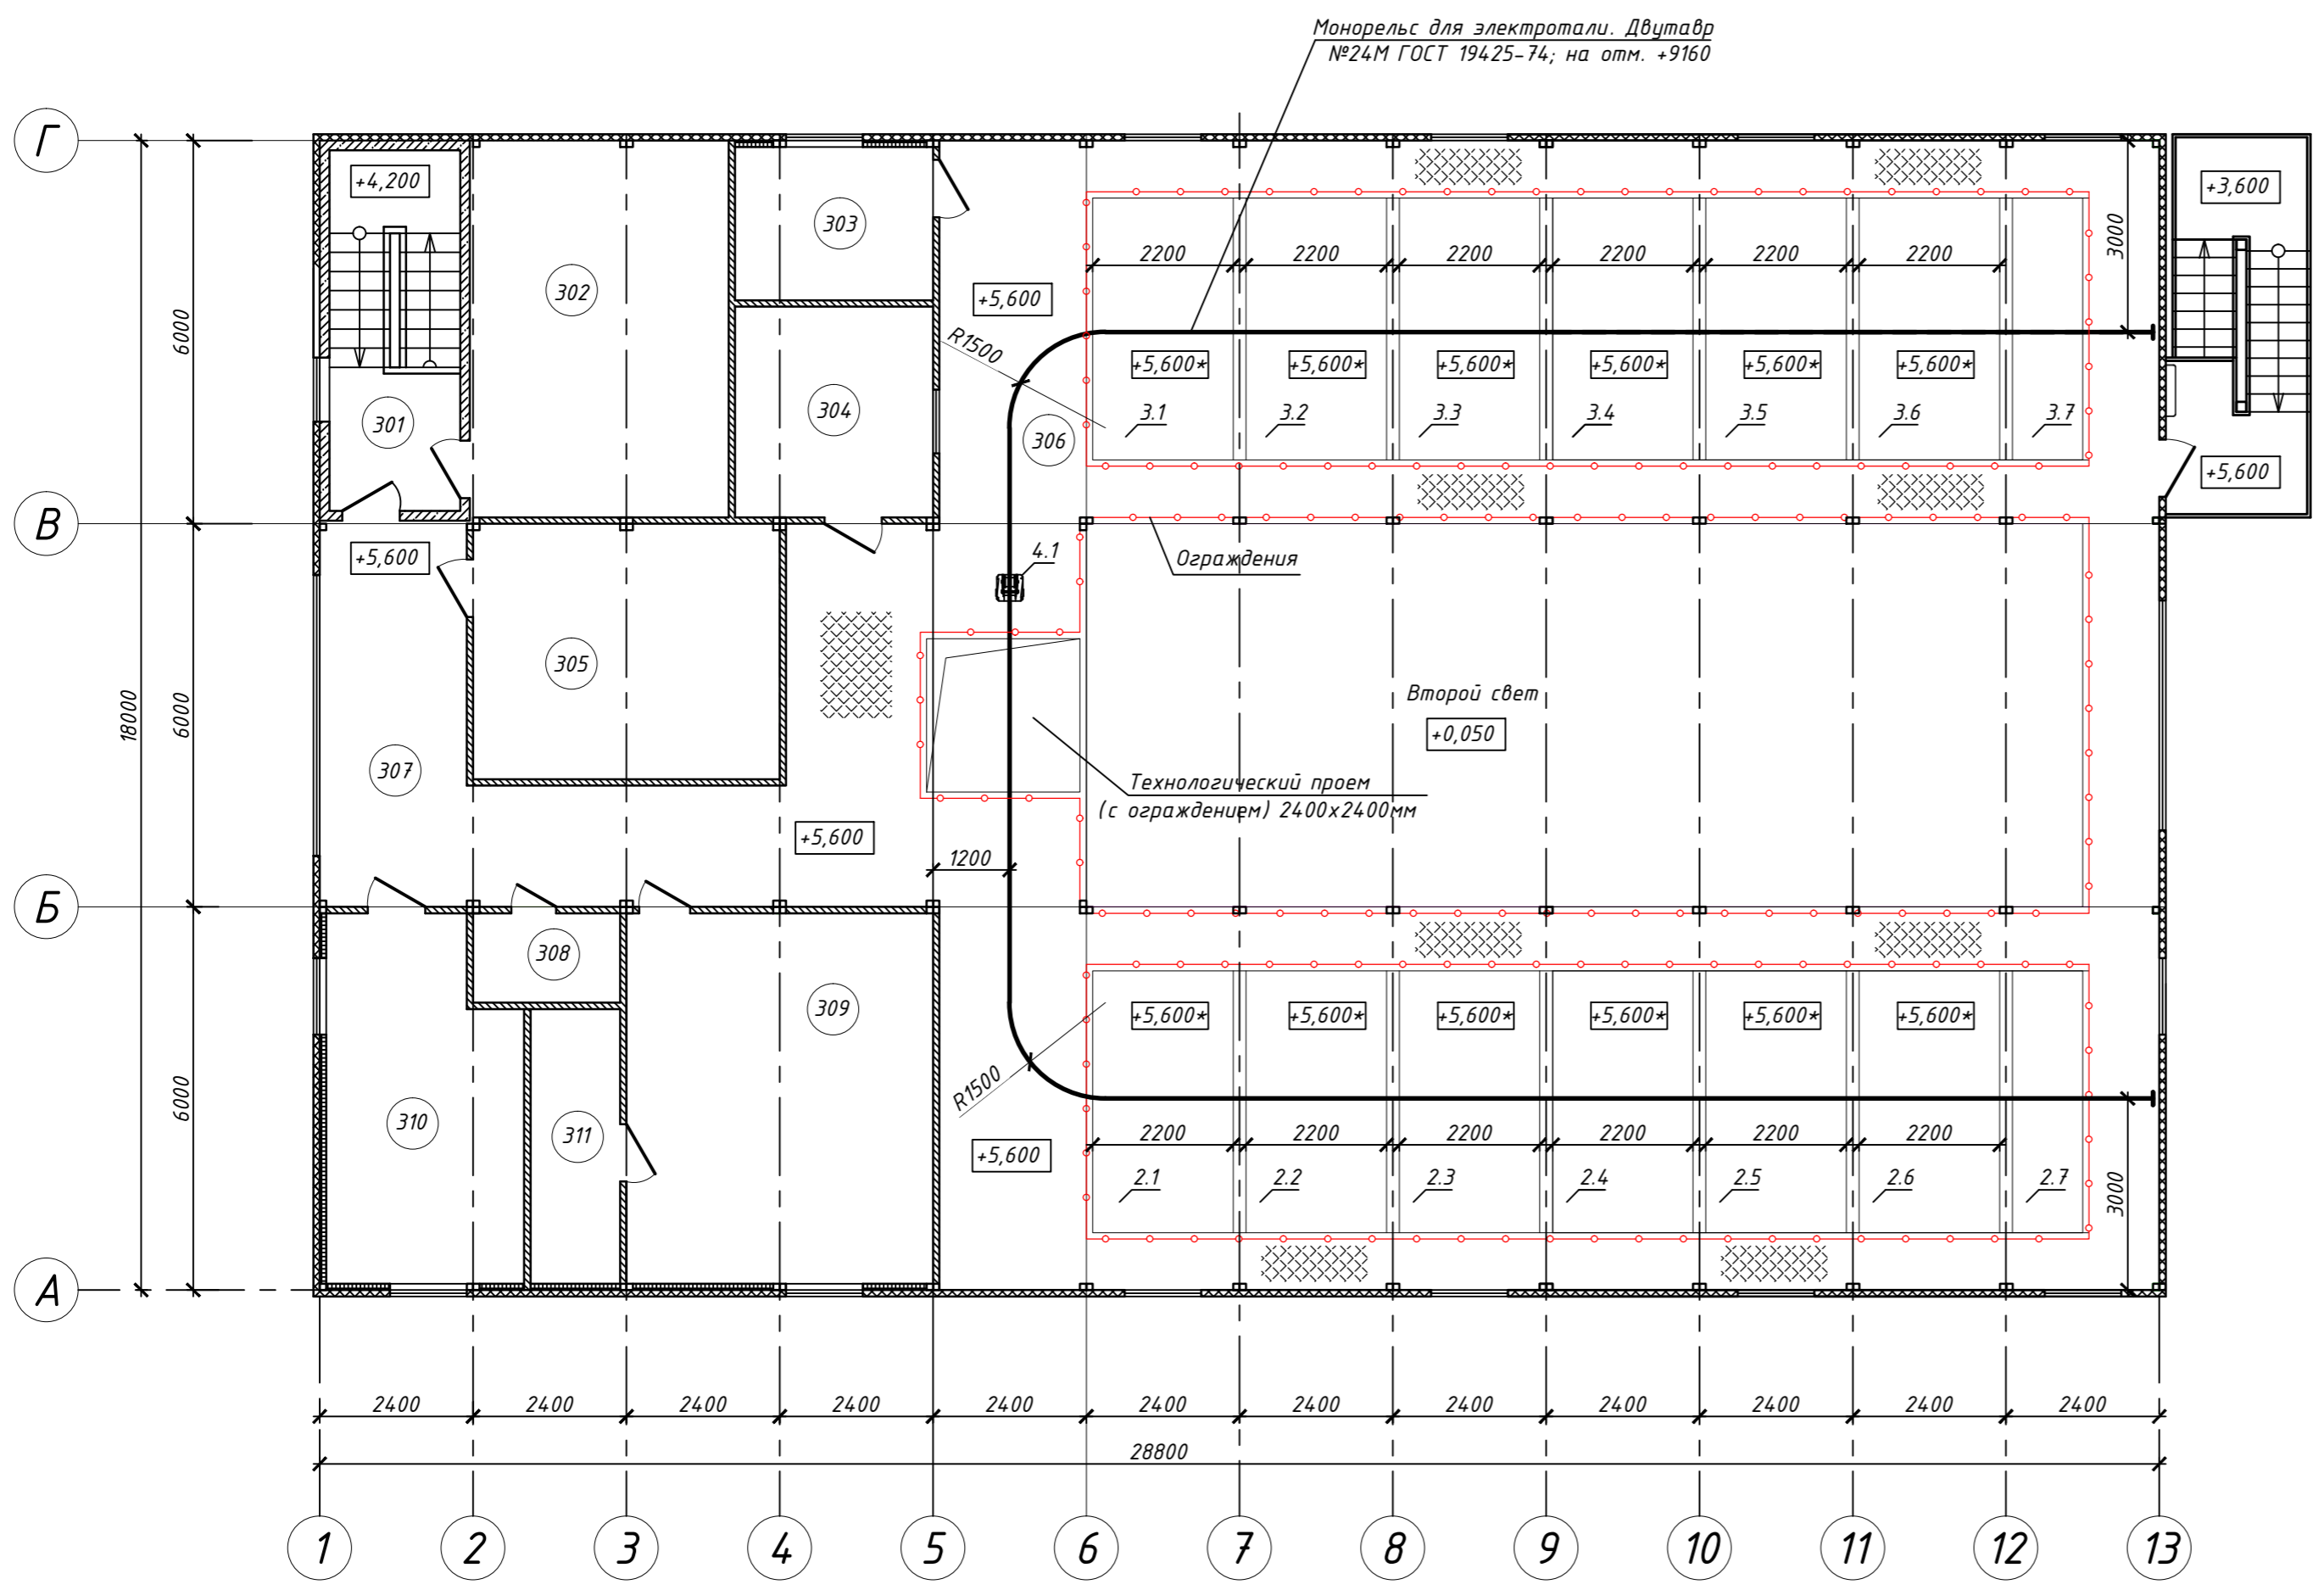 Монорельс для электротали. Двутавр
№24М ГОСТ 19425-74; на отм. +9160
Г
+4,200
+3,600
303
3000
2200 2200 2200 2200 2200 2200
302
+5,600
6000
R1500
+5,600* +5,600* +5,600* +5,600* +5,600* +5,600*
301
304
306
3.1 3.2 3.3 3.4 3.5 3.6 3.7
+5,600
В
+5,600
4.1
Ограждения
305
Второй свет
+0,050
18000
6000
307
Технологический проем
(с ограждением) 2400х2400мм
+5,600
1200
Б
308
309
+5,600* +5,600* +5,600* +5,600* +5,600* +5,600*
R1500
6000
310
311
2200 2200 2200 2200 2200 2200
+5,600
2.1 2.2 2.3 2.4 2.5 2.6 2.7
3000
А
2400 2400 2400 2400 2400 2400 2400 2400 2400 2400 2400 2400
28800
1 2 3 4 5 6 7 8 9 10 11 12 13